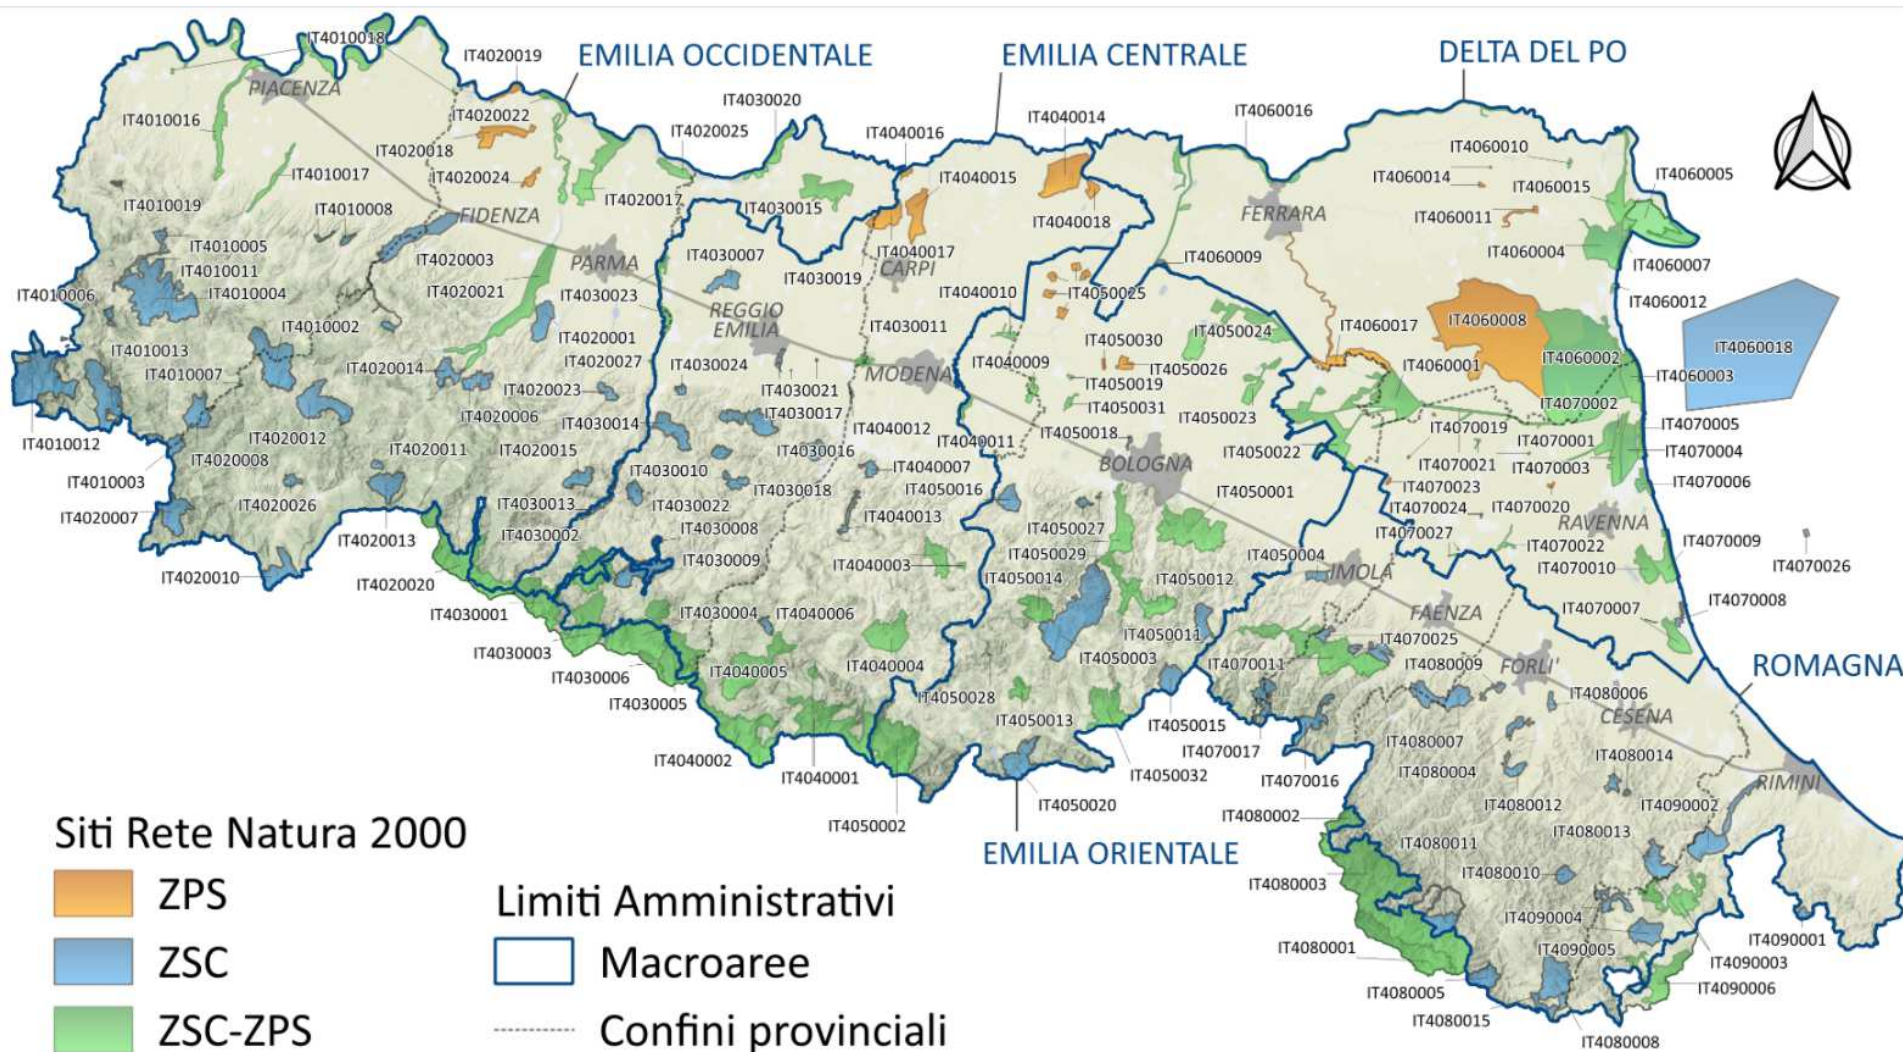 IT4010018
IT4020019
EMILIA OCCIDENTALE
EMILIA CENTRALE
DELTA DEL PO
PIACENZA
IT4020022
IT4030020
IT4040014
IT4060016
IT4010016
IT4020025
IT4040016
IT4020018
IT4060010
IT4010017
IT4020024
IT4040015
IT4060014
IT4060015
IT4060005
IT4010019
IT4010008
FIDENZA
IT4020017
IT4030015
IT4040018
FERRARA
IT4060011
IT4010005
IT4020003
IT4030007
IT4040017
IT4060004
IT4010011
PARMA
IT4030019
CARPI
IT4060009
IT4060007
IT4010006
IT4010004
IT4020021
IT4030023
IT4040010
IT4050025
IT4060012
REGGIO
EMILIA
IT4010002
IT4020001
IT4030011
IT4050024
IT4060017
IT4060008
IT4060018
IT4010013
IT4020014
IT4020027
IT4030024
IT4040009
IT4050030
IT4060001
IT4060002
IT4010007
IT4020023
IT4030021
MODENA
IT4050026
IT4060003
IT4050019
IT4020006
IT4030014
IT4030017
IT4050031
IT4050023
IT4070002
IT4010012
IT4020012
IT4040012
IT4040011
IT4050018
IT4070019
IT4070005
IT4020011
IT4020015
IT4030016
IT4050022
IT4070001
IT4070004
IT4020008
IT4030010
IT4040007
BOLOGNA
IT4070021
IT4070003
IT4010003
IT4030018
IT4050016
IT4050001
IT4070023
IT4070006
IT4020007
IT4020026
IT4030013
IT4030022
IT4040013
IT4050027
IT4070024
IT4070020
RAVENNA
IT4020013
IT4030002
IT4030008
IT4050029
IT4050004
IT4070027
IT4070022
IT4070009
IT4020010
IT4030009
IT4040003
IT4050014
IT4050012
IMOLA
IT4070010
IT4070026
IT4020020
IT4030001
IT4030004
IT4040006
IT4050011
FAENZA
IT4070007
IT4070008
IT4030003
IT4040005
IT4040004
IT4050003
IT4070011
IT4070025
IT4080009
FORLI'
ROMAGNA
IT4030006
IT4050028
IT4080006
IT4030005
IT4050013
IT4050015
CESENA
IT4040002
IT4040001
IT4070017
IT4080007
IT4080014
IT4050032
IT4070016
IT4080004
RIMINI
IT4050002
IT4050020
IT4080002
IT4080012
IT4090002
Siti Rete Natura 2000
EMILIA ORIENTALE
IT4080011
IT4080013
ZPS
Limiti Amministrativi
IT4080003
IT4080010
IT4090004
ZSC
Macroaree
IT4080001
IT4090005
IT4090001
IT4090003
ZSC-ZPS
Confini provinciali
IT4080005
IT4090006
IT4080015
IT4080008